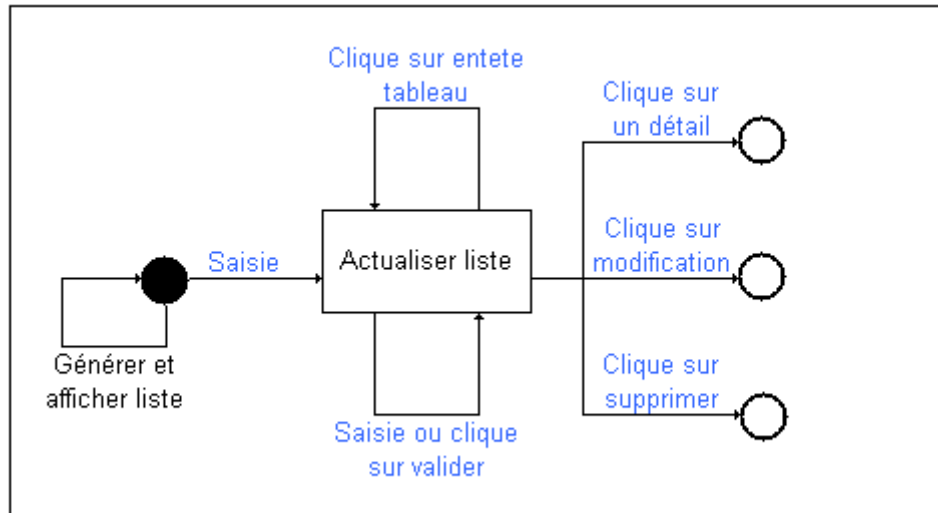 Clique sur entete
tableau
Clique sur
un détail
Clique sur
modification
Saisie
Actualiser liste
Générer et
afficher liste
Clique sur
supprimer
Saisie ou clique
sur valider